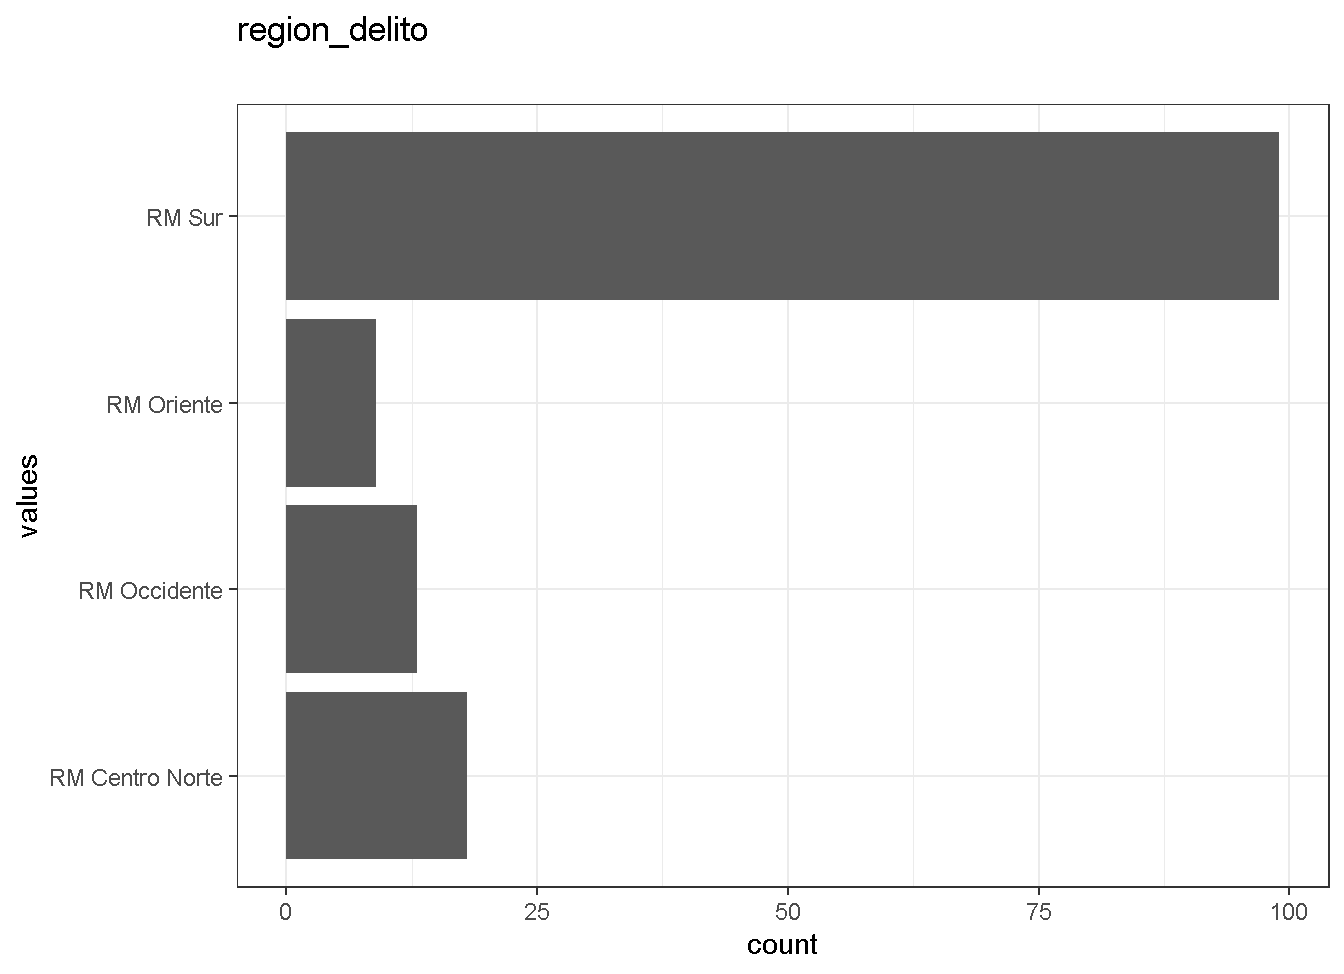 region_delito
RM Sur
RM Oriente
RM Occidente
RM Centro Norte
values
0 25 50 75 100
count